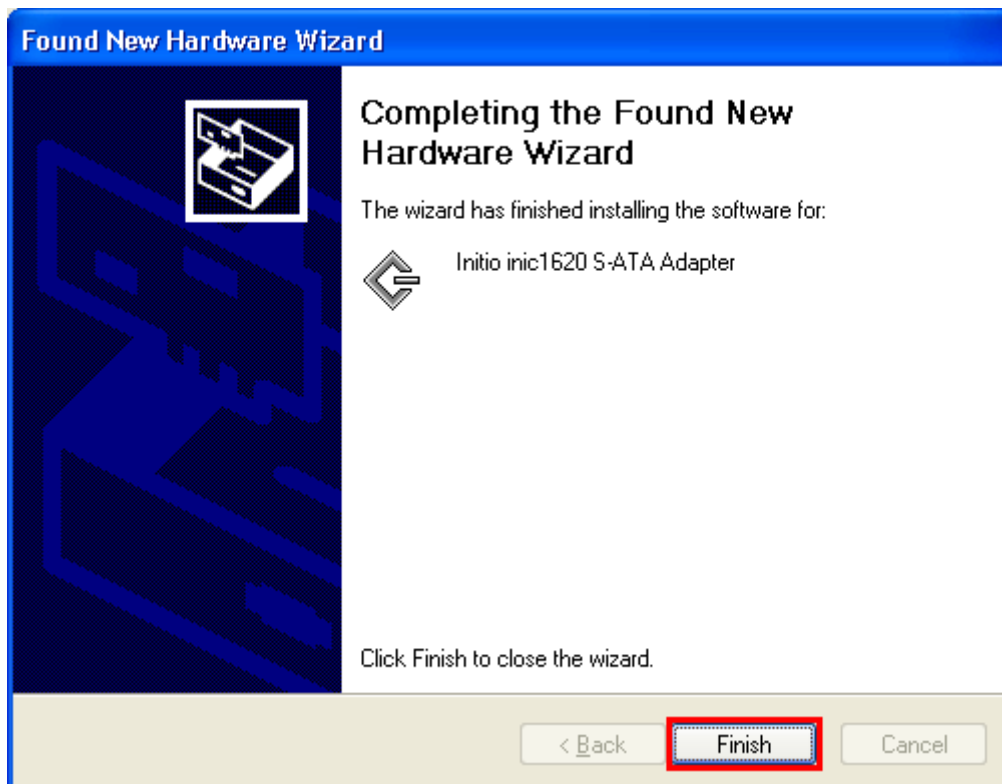 Found New Hardware Wizard
Completing the Found New
Hardware Wizard
The wizard has finished installing the software for:
Initio inic1620 S-ATA Adapter
Click Finish to close the wizard.
< Back
Finish
Cancel